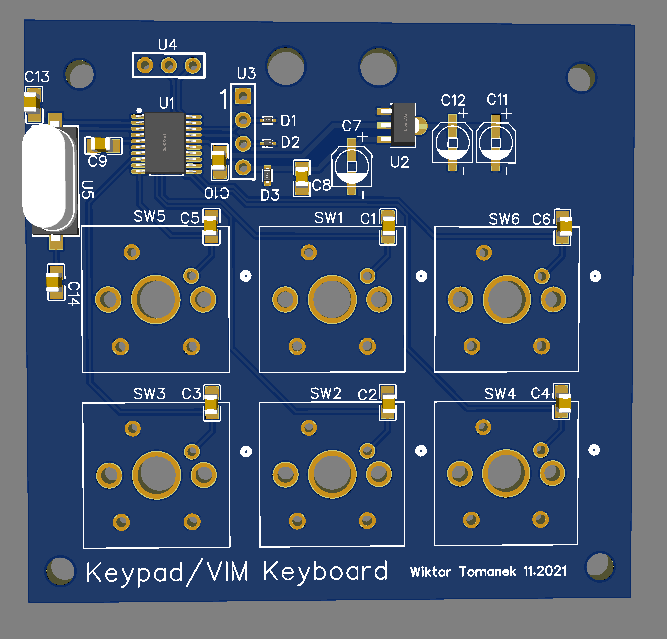 U4
C13
U3
1
U1
D1
C7
C12
C11
D2
U2
C9
U5
C10
D3
C8
SW5
C5
SW1
C1
SW6
C6
C14
SW3
C3
SW2
C2
SW4
C4
Keypad/VIM Keyboard
Wiktor Tomanek 11.2021